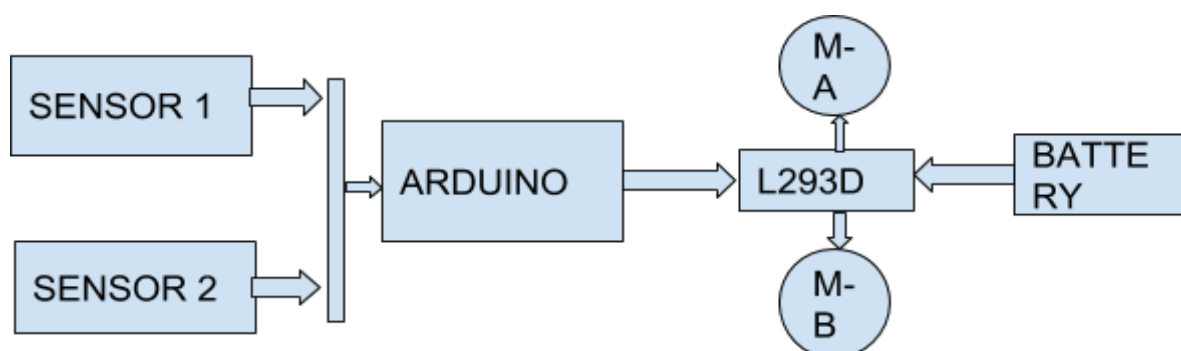 SENSOR 1
SENSOR 2
ARDUINO
M-
A
L293D
M-
B
BATTE
RY